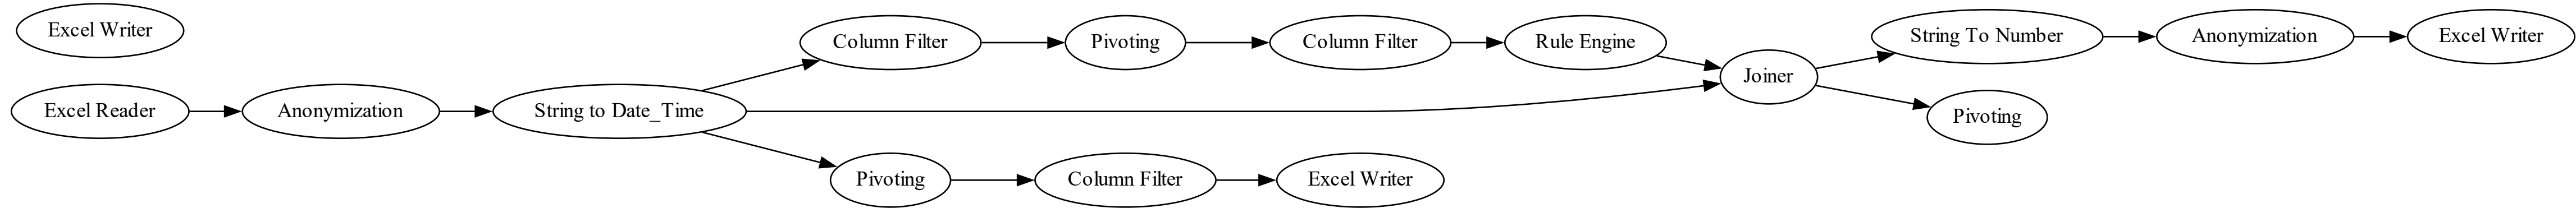 Excel Writer
Excel Reader
Anonymization
String to Date_Time
Column Filter
Pivoting
Column Filter
Rule Engine
Joiner
Pivoting
Column Filter
Excel Writer
String To Number
Anonymization
Excel Writer
Pivoting